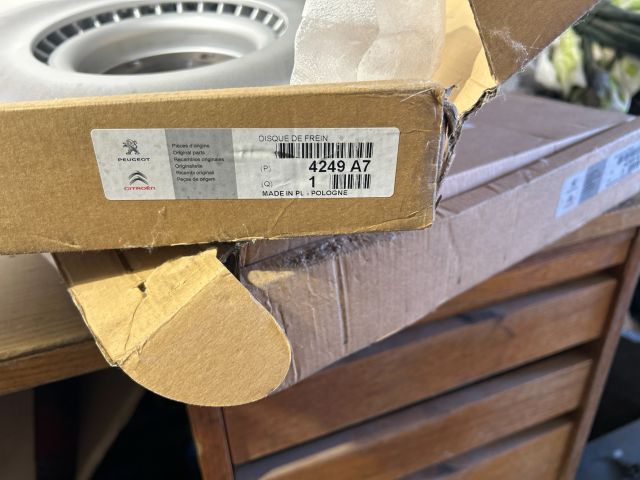 DISQUE DE FREIN
PEUGEOT
CITROËN
Pièces d'origine
Original parts
Recambios originales
Originalteile
Ricambi originali
Peças de origem
(P) 4249 A7
(Q) 1
MADE IN PL - POLOGNE